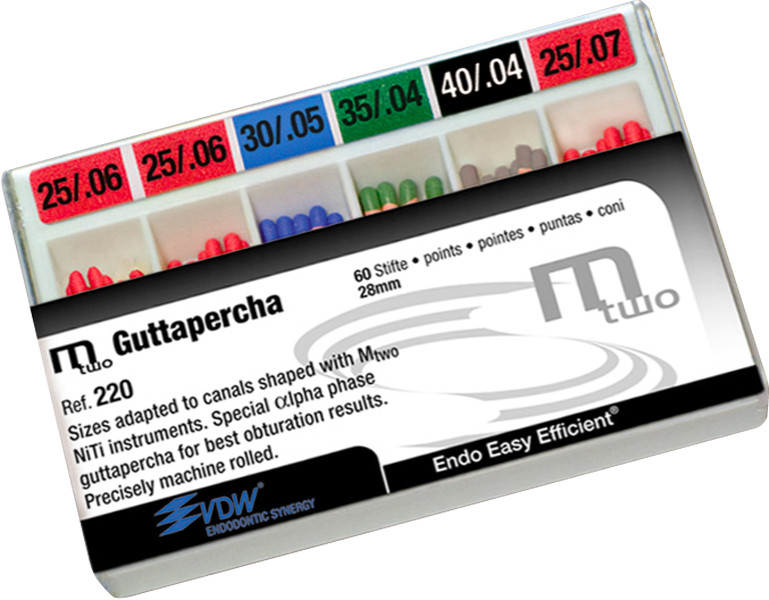 25/.06 25/.06 30/.05 35/.04 40/.04 25/.07
60 Stifte • points • pointes • puntas • coni
28mm
mtwo
mtwo Guttapercha
Ref. 220
Sizes adapted to canals shaped with Mtwo
NiTi instruments. Special αlpha phase
guttapercha for best obturation results.
Precisely machine rolled.
Endo Easy Efficient®
VDW®
ENDODONTIC SYNERGY